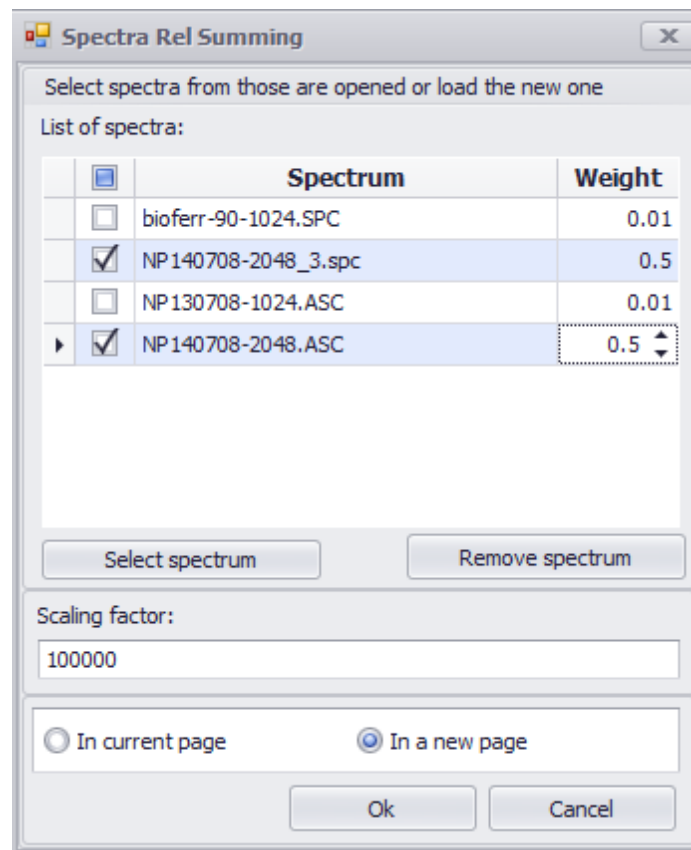 Spectra Rel Summing
Select spectra from those are opened or load the new one
List of spectra:
Spectrum Weight
bioferr-90-1024.SPC 0.01
NP140708-2048_3.spc 0.5
NP130708-1024.ASC 0.01
NP140708-2048.ASC 0.5
Select spectrum Remove spectrum
Scaling factor:
100000
In current page In a new page
Ok Cancel